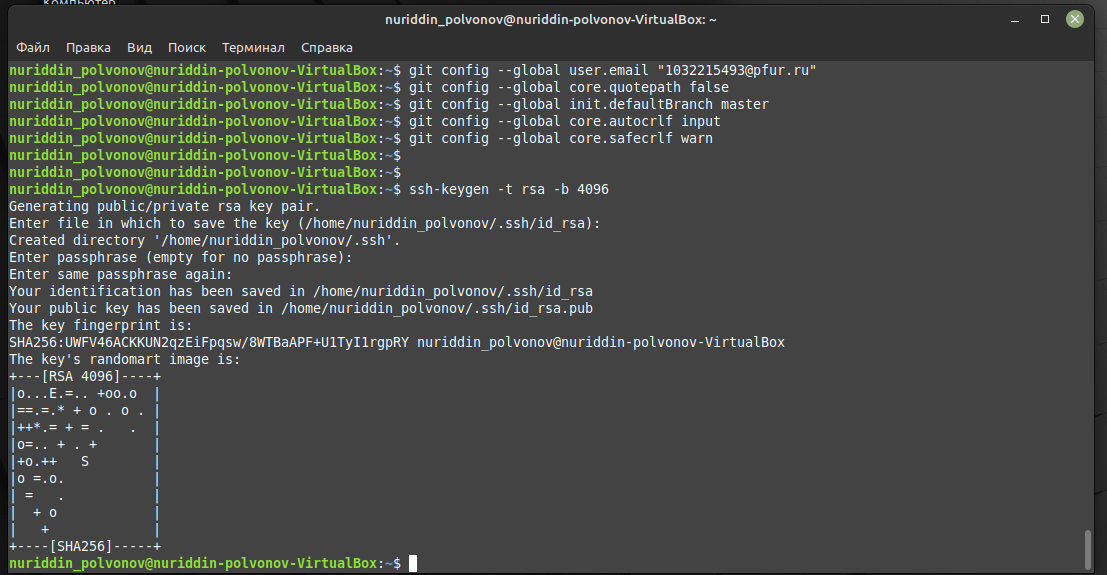 Компьютер
nuriddin_polvonov@nuriddin-polvonov-VirtualBox: ~
Файл Правка Вид Поиск Терминал Справка
nuriddin_polvonov@nuriddin-polvonov-VirtualBox:~$ git config --global user.email "1032215493@pfur.ru"
nuriddin_polvonov@nuriddin-polvonov-VirtualBox:~$ git config --global core.quotepath false
nuriddin_polvonov@nuriddin-polvonov-VirtualBox:~$ git config --global init.defaultBranch master
nuriddin_polvonov@nuriddin-polvonov-VirtualBox:~$ git config --global core.autocrlf input
nuriddin_polvonov@nuriddin-polvonov-VirtualBox:~$ git config --global core.safecrlf warn
nuriddin_polvonov@nuriddin-polvonov-VirtualBox:~$
nuriddin_polvonov@nuriddin-polvonov-VirtualBox:~$
nuriddin_polvonov@nuriddin-polvonov-VirtualBox:~$ ssh-keygen -t rsa -b 4096
Generating public/private rsa key pair.
Enter file in which to save the key (/home/nuriddin_polvonov/.ssh/id_rsa):
Created directory '/home/nuriddin_polvonov/.ssh'.
Enter passphrase (empty for no passphrase):
Enter same passphrase again:
Your identification has been saved in /home/nuriddin_polvonov/.ssh/id_rsa
Your public key has been saved in /home/nuriddin_polvonov/.ssh/id_rsa.pub
The key fingerprint is:
SHA256:UWFV46ACKKUN2qzEiFpqsw/8WTBaAPF+U1TyI1rgpRY nuriddin_polvonov@nuriddin-polvonov-VirtualBox
The key's randomart image is:
+---[RSA 4096]----+
|o...E.=.. +oo.o  |
|==.=.* + o . o . |
|++*.= + = .   .  |
|o=.. + . +       |
|+o.++   S        |
|o =.o.           |
| =   .           |
|  + o            |
|   +             |
+----[SHA256]-----+
nuriddin_polvonov@nuriddin-polvonov-VirtualBox:~$